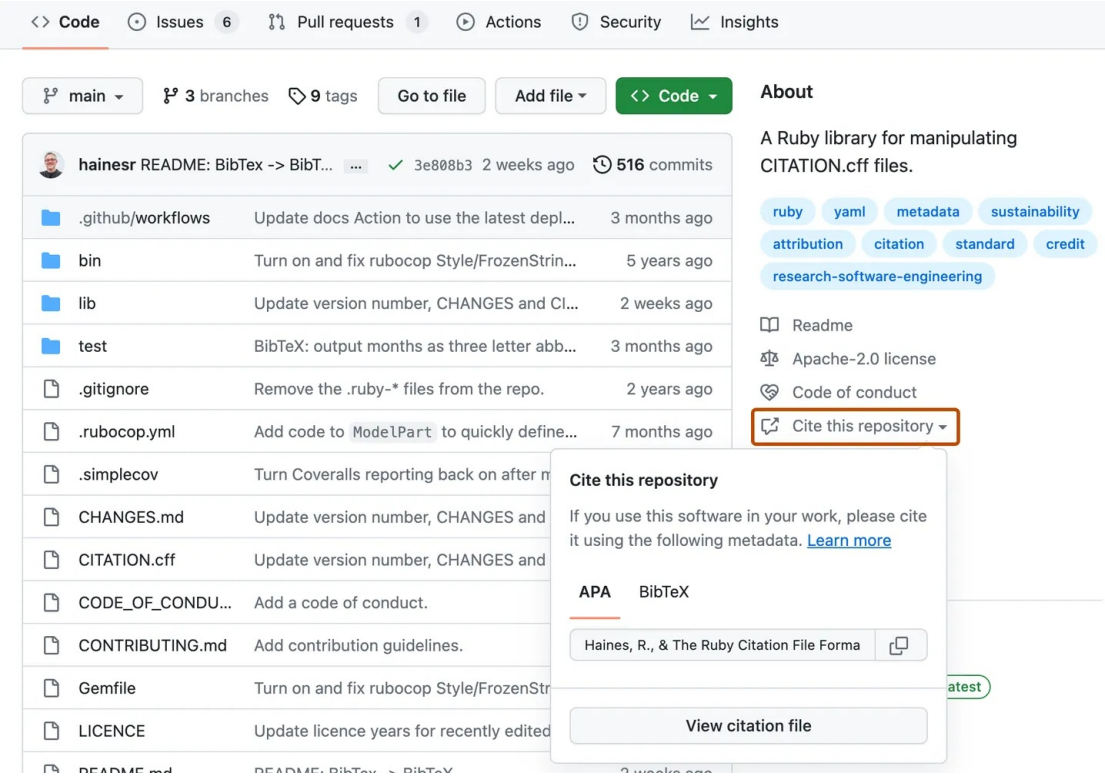 Code Issues 6 Pull requests 1 Actions Security Insights
main 3 branches 9 tags Go to file Add file Code
hainesr README: BibTex -> BibT... ... 3e808b3 2 weeks ago 516 commits
.github/workflows Update docs Action to use the latest depl... 3 months ago
bin Turn on and fix rubocop Style/FrozenStrin... 5 years ago
lib Update version number, CHANGES and CI... 2 weeks ago
test BibTeX: output months as three letter abb... 3 months ago
.gitignore Remove the .ruby-* files from the repo. 2 years ago
.rubocop.yml Add code to ModelPart to quickly define... 7 months ago
.simplecov Turn Coveralls reporting back on after
CHANGES.md Update version number, CHANGES and
CITATION.cff Update version number, CHANGES and
CODE_OF_CONDU... Add a code of conduct.
CONTRIBUTING.md Add contribution guidelines.
Gemfile Turn on and fix rubocop Style/FrozenStr
LICENCE Update licence years for recently edited
README.md README: BibTex -> BibTeX 2 weeks ago
About
A Ruby library for manipulating
CITATION.cff files.
ruby yaml metadata sustainability
attribution citation standard credit
research-software-engineering
Readme
Apache-2.0 license
Code of conduct
Cite this repository
Cite this repository
If you use this software in your work, please cite
it using the following metadata. Learn more
APA BibTeX
Haines, R., & The Ruby Citation File Forma
View citation file
atest